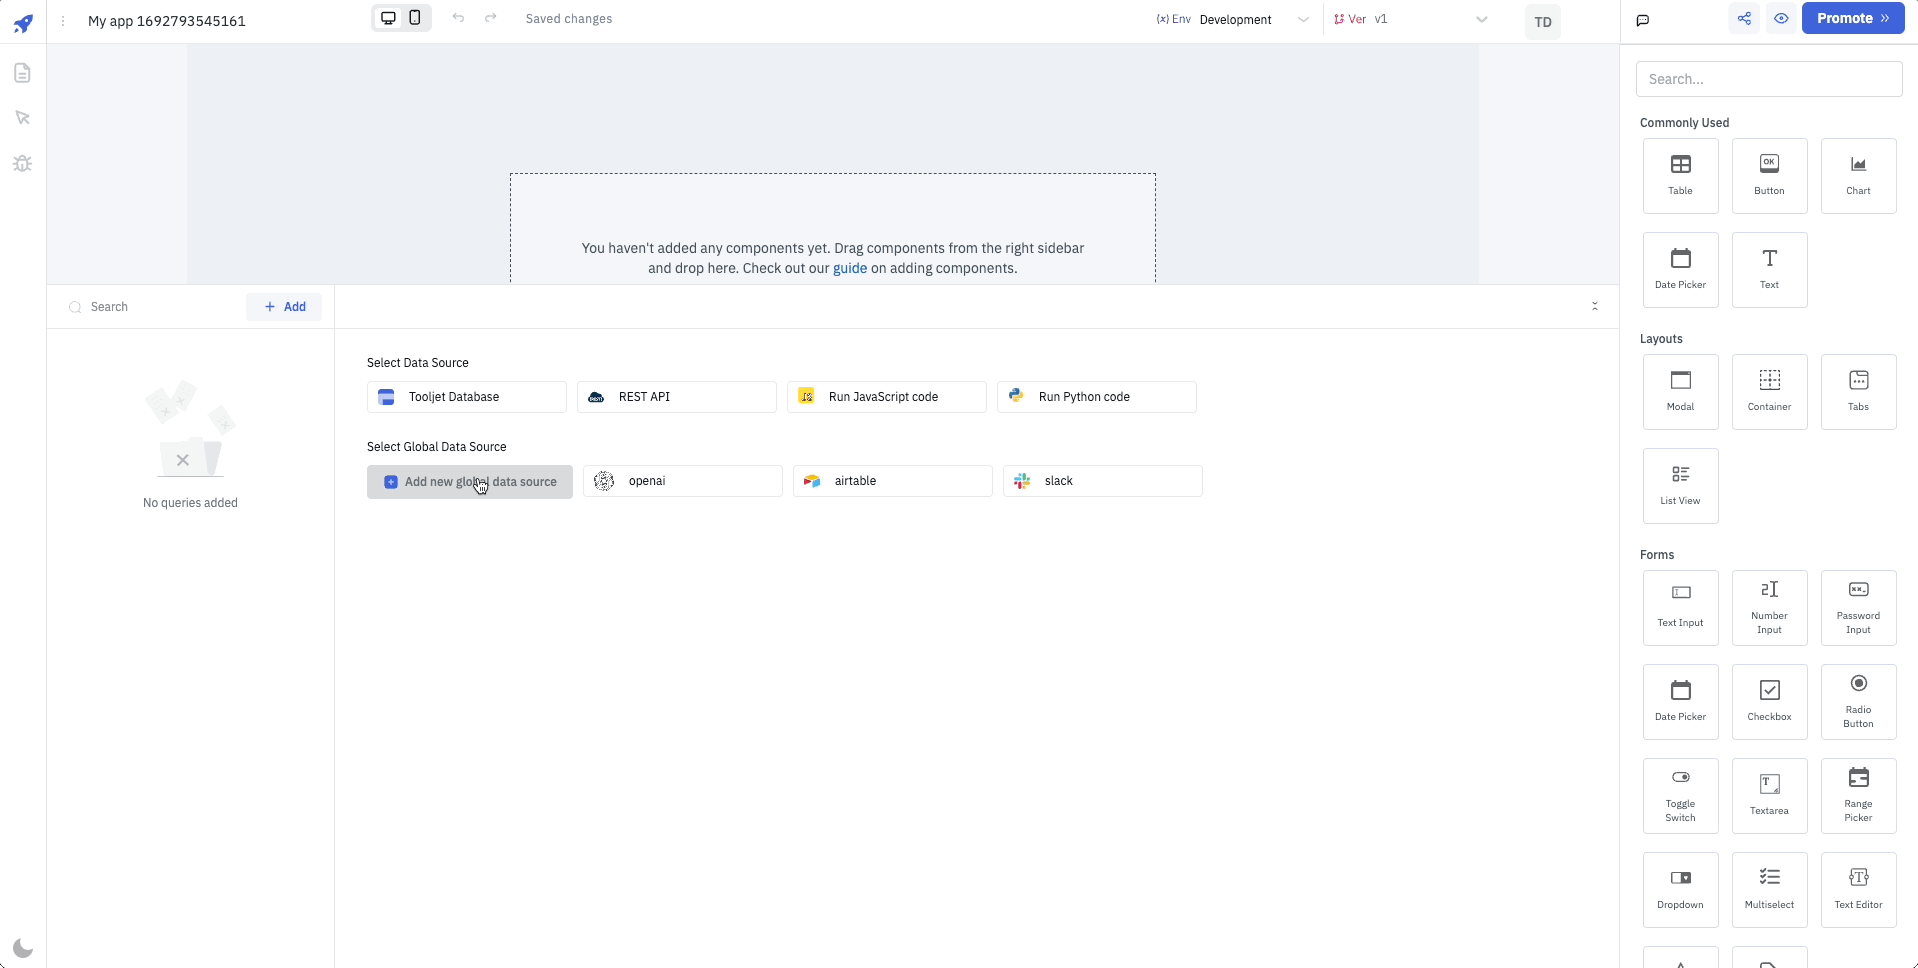 My app 1692793545161
Saved changes
(x) Env Development
Ver v1
TD
Promote
Search...
Commonly Used
OK
Table
Button
Chart
Date Picker
Text
You haven't added any components yet. Drag components from the right sidebar
and drop here. Check out our guide on adding components.
Search
+ Add
No queries added
Select Data Source
Tooljet Database
REST API
JS
Run JavaScript code
Run Python code
Select Global Data Source
Add new global data source
openai
airtable
slack
Layouts
Modal
Container
Tabs
List View
Forms
Text Input
Number
Input
Password
Input
Date Picker
Checkbox
Radio
Button
Toggle
Switch
Textarea
Range
Picker
Dropdown
Multiselect
Text Editor